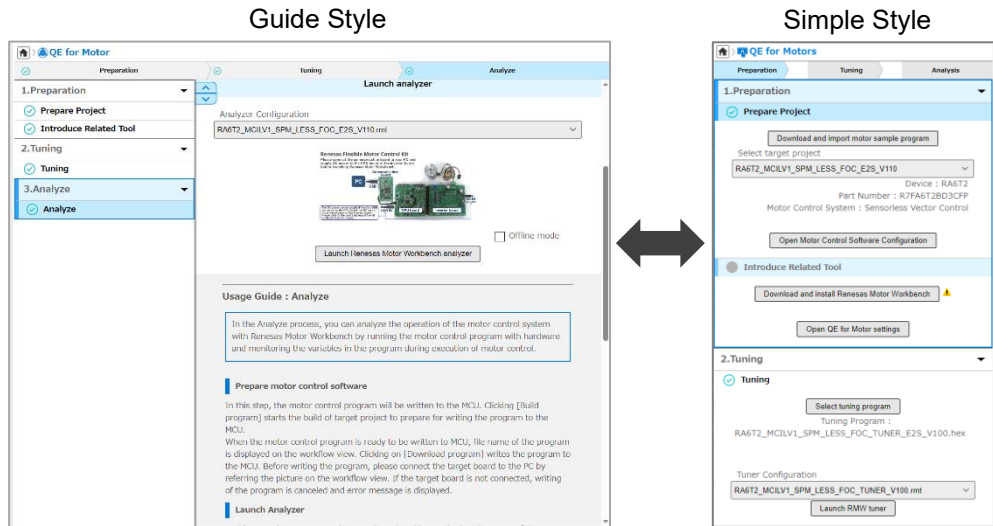 Guide Style
Simple Style
QE for Motor
Preparation
Tuning
Analyze
1.Preparation
Prepare Project
Introduce Related Tool
2.Tuning
Tuning
3.Analyze
Analyze
Launch analyzer
Analyzer Configuration
RA6T2_MCILV1_SPM_LESS_FOC_E2S_V110.rmt
Renesas Flexible Motor Control Kit
PC
USB
Offline mode
Launch Renesas Motor Workbench analyzer
Usage Guide : Analyze
In the Analyze process, you can analyze the operation of the motor control system
with Renesas Motor Workbench by running the motor control program with hardware
and monitoring the variables in the program during execution of motor control.
Prepare motor control software
In this step, the motor control program will be written to the MCU. Clicking [Build
program] starts the build of target project to prepare for writing the program to the
MCU.
When the motor control program is ready to be written to MCU, file name of the program
is displayed on the workflow view. Clicking on [Download program] writes the program to
the MCU. Before writing the program, please connect the target board to the PC by
referring the picture on the workflow view. If the target board is not connected, writing
of the program is canceled and error message is displayed.
Launch Analyzer
QE for Motors
Preparation
Tuning
Analysis
1.Preparation
Prepare Project
Download and import motor sample program
Select target project
RA6T2_MCILV1_SPM_LESS_FOC_E2S_V110
Device : RA6T2
Part Number : R7FA6T2BD3CFP
Motor Control System : Sensorless Vector Control
Open Motor Control Software Configuration
Introduce Related Tool
Download and install Renesas Motor Workbench
Open QE for Motor settings
2.Tuning
Tuning
Select tuning program
Tuning Program :
RA6T2_MCILV1_SPM_LESS_FOC_TUNER_E2S_V100.hex
Tuner Configuration
RA6T2_MCILV1_SPM_LESS_FOC_TUNER_V100.rmt
Launch RMW tuner